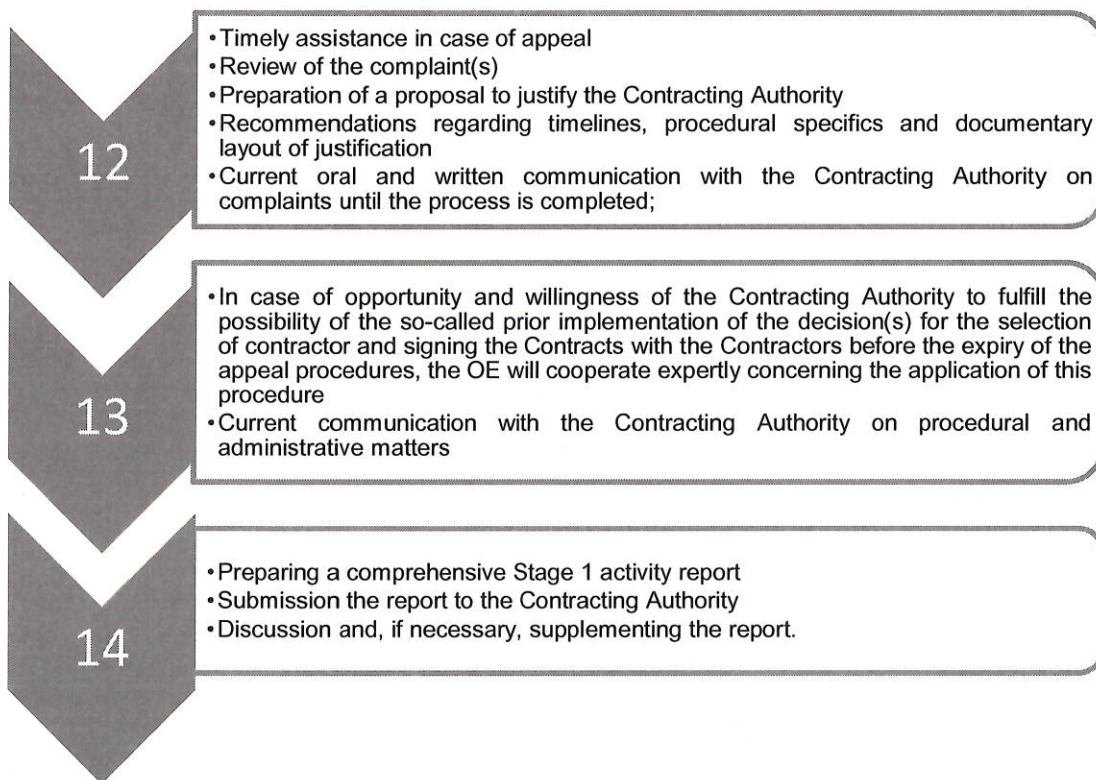 12
•Timely assistance in case of appeal
•Review of the complaint(s)
•Preparation of a proposal to justify the Contracting Authority
•Recommendations regarding timelines, procedural specifics and documentary
layout of justification
•Current oral and written communication with the Contracting Authority on
complaints until the process is completed;
13
•In case of opportunity and willingness of the Contracting Authority to fulfill the
possibility of the so-called prior implementation of the decision(s) for the selection
of contractor and signing the Contracts with the Contractors before the expiry of the
appeal procedures, the OE will cooperate expertly concerning the application of this
procedure
•Current communication with the Contracting Authority on procedural and
administrative matters
14
•Preparing a comprehensive Stage 1 activity report
•Submission the report to the Contracting Authority
•Discussion and, if necessary, supplementing the report.